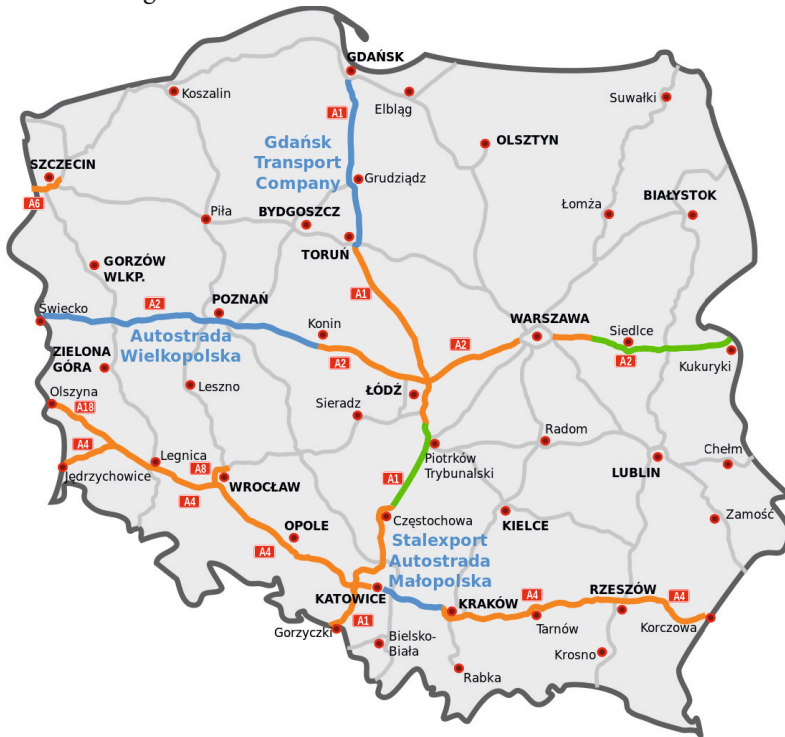 GDAŃSK
Koszalin
Elbląg
Suwałki
A1
Gdańsk
Transport
Company
OLSZTYN
SZCZECIN
Grudziądz
A6
BYDGOSZCZ
Piła
Łomża
BIAŁYSTOK
TORUŃ
GORZÓW
WLKP.
A1
A2
POZNAŃ
Świecko
Autostrada
Wielkopolska
Konin
A2
A2
WARSZAWA
Siedlce
A2
Kukuryki
ZIELONA
GÓRA
Leszno
ŁÓDŹ
Sieradz
Olszyna
A18
A4
Jędrzychowice
Legnica
A8
A4
WROCŁAW
Piotrków
Trybunalski
Radom
LUBLIN
Chełm
A1
Częstochowa
KIELCE
Zamość
OPOLE
A4
Stalexport
Autostrada
Małopolska
KATOWICE
KRAKÓW
A4
RZESZÓW
A4
Gorzyczki
A1
Tarnów
Korczowa
Bielsko-
Biała
Krosno
Rabka